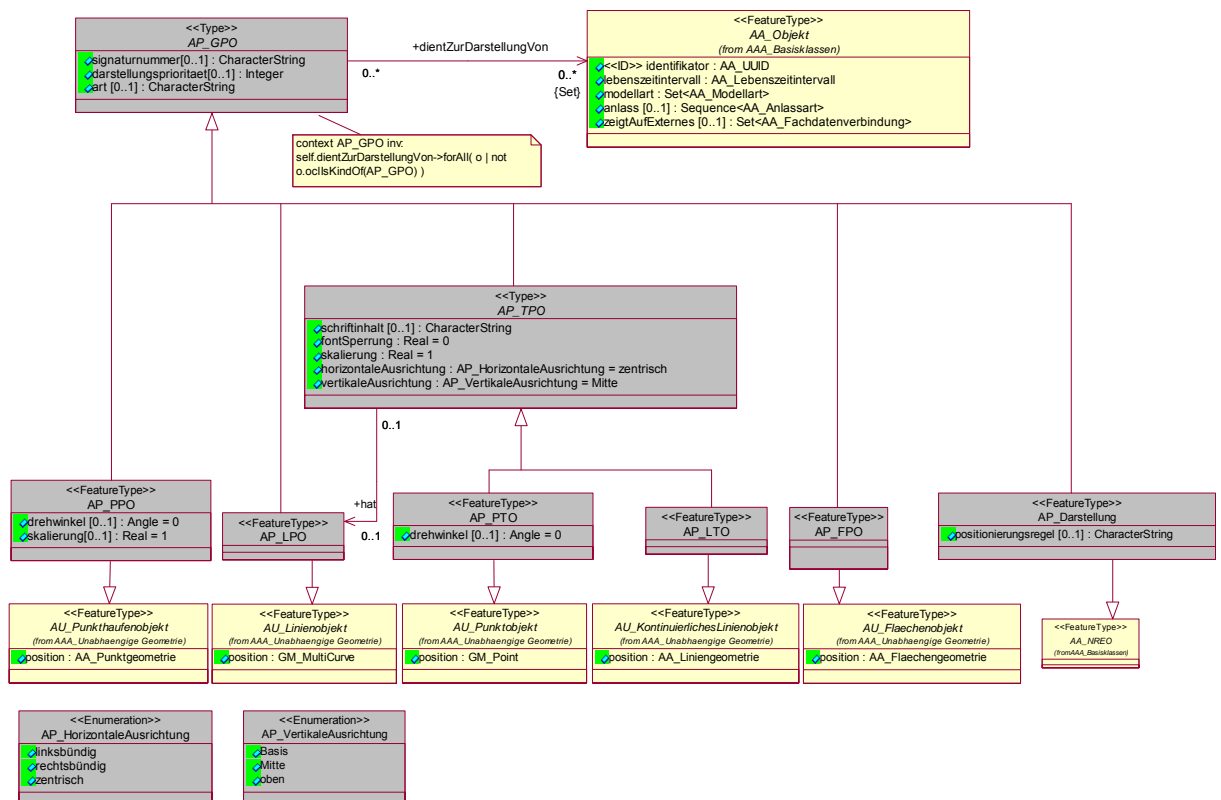 <<Type>>
AP_GPO
signaturnummer[0..1] : CharacterString
darstellungsprioritaet[0..1] : Integer
art [0..1] : CharacterString
+dientZurDarstellungVon
0..*
0..*
{Set}
<<FeatureType>>
AA_Objekt
(from AAA_Basisklassen)
<<ID>> identifikator : AA_UUID
lebenszeitintervall : AA_Lebenszeitintervall
modellart : Set<AA_Modellart>
anlass [0..1] : Sequence<AA_Anlassart>
zeigtAufExternes [0..1] : Set<AA_Fachdatenverbindung>
context AP_GPO inv:
self.dientZurDarstellungVon->forAll( o | not
o.oclIsKindOf(AP_GPO) )
<<Type>>
AP_TPO
schriftinhalt [0..1] : CharacterString
fontSperrung : Real = 0
skalierung : Real = 1
horizontaleAusrichtung : AP_HorizontaleAusrichtung = zentrisch
vertikaleAusrichtung : AP_VertikaleAusrichtung = Mitte
0..1
+hat
0..1
<<FeatureType>>
AP_PPO
drehwinkel [0..1] : Angle = 0
skalierung[0..1] : Real = 1
<<FeatureType>>
AP_LPO
<<FeatureType>>
AP_PTO
drehwinkel [0..1] : Angle = 0
<<FeatureType>>
AP_LTO
<<FeatureType>>
AP_FPO
<<FeatureType>>
AP_Darstellung
positionierungsregel [0..1] : CharacterString
<<FeatureType>>
AU_Punkthaufenobjekt
(from AAA_Unabhaengige Geometrie)
position : AA_Punktgeometrie
<<FeatureType>>
AU_Linienobjekt
(from AAA_Unabhaengige Geometrie)
position : GM_MultiCurve
<<FeatureType>>
AU_Punktobjekt
(from AAA_Unabhaengige Geometrie)
position : GM_Point
<<FeatureType>>
AU_KontinuierlichesLinienobjekt
(from AAA_Unabhaengige Geometrie)
position : AA_Liniengeometrie
<<FeatureType>>
AU_Flaechenobjekt
(from AAA_Unabhaengige Geometrie)
position : AA_Flaechengeometrie
<<FeatureType>>
AA_NREO
(from AAA_Basisklassen)
<<Enumeration>>
AP_HorizontaleAusrichtung
linksbündig
rechtsbündig
zentrisch
<<Enumeration>>
AP_VertikaleAusrichtung
Basis
Mitte
oben